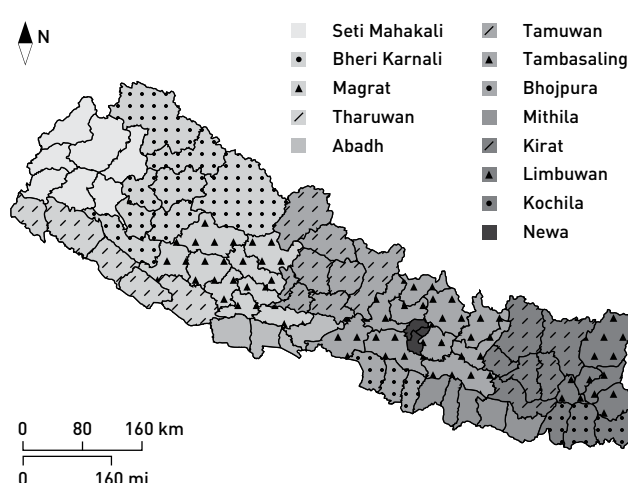 N
Seti Mahakali
Bheri Karnali
Magrat
Tharuwan
Abadh
Tamuwan
Tambasaling
Bhojpura
Mithila
Kirat
Limbuwan
Kochila
Newa
0 80 160 km
0 160 mi